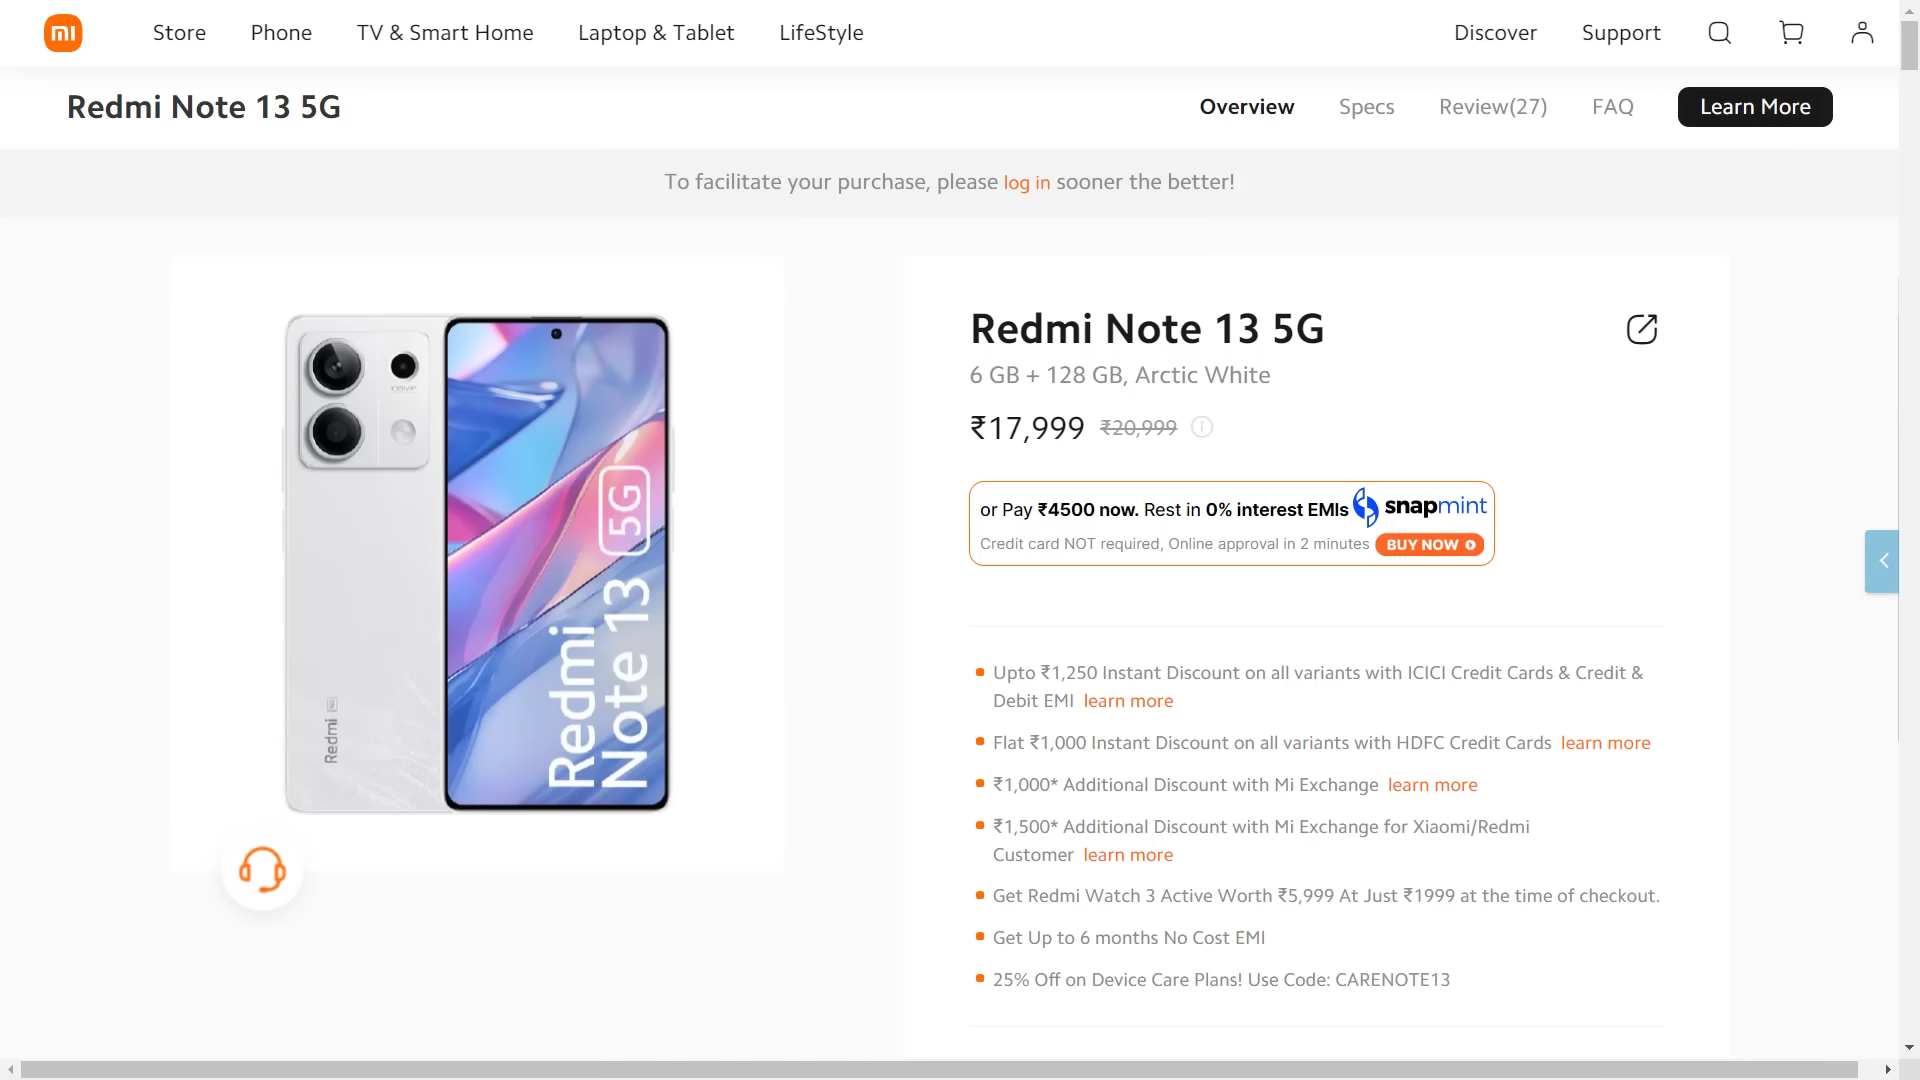 mi
Store
Phone
TV & Smart Home
Laptop & Tablet
LifeStyle
Discover
Support
Redmi Note 13 5G
Overview
Specs
Review(27)
FAQ
Learn More
To facilitate your purchase, please log in sooner the better!
Redmi
Redmi
Note 13 5G
Redmi Note 13 5G
6 GB + 128 GB, Arctic White
₹17,999 ₹20,999
or Pay ₹4500 now. Rest in 0% interest EMIs snapmint
Credit card NOT required, Online approval in 2 minutes BUY NOW
Upto ₹1,250 Instant Discount on all variants with ICICI Credit Cards & Credit &
Debit EMI learn more
Flat ₹1,000 Instant Discount on all variants with HDFC Credit Cards learn more
₹1,000* Additional Discount with Mi Exchange learn more
₹1,500* Additional Discount with Mi Exchange for Xiaomi/Redmi
Customer learn more
Get Redmi Watch 3 Active Worth ₹5,999 At Just ₹1999 at the time of checkout.
Get Up to 6 months No Cost EMI
25% Off on Device Care Plans! Use Code: CARENOTE13